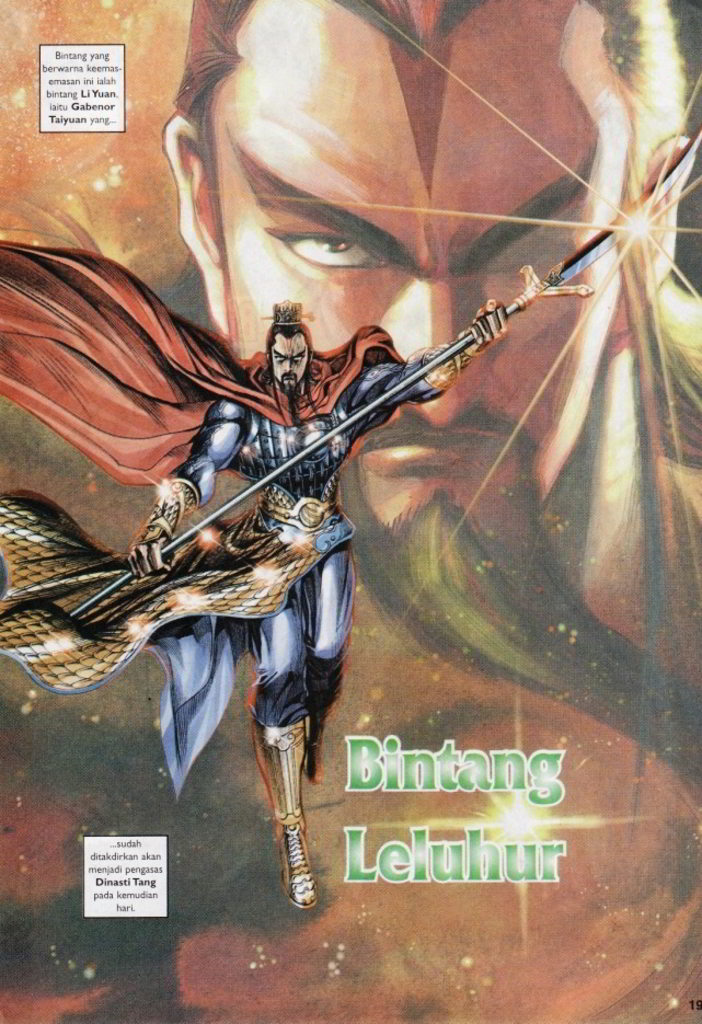 Bintang yang
berwarna keemas-
emasan ini ialah
bintang Li Yuan,
iaitu Gabenor
Taiyuan yang...
Bintang
Leluhur
...sudah
ditakdirkan akan
menjadi pengasas
Dinasti Tang
pada kemudian
hari.
19